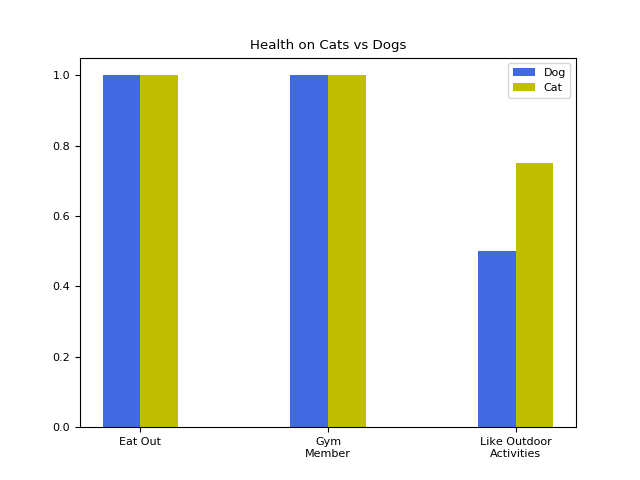 Health on Cats vs Dogs
Dog
Cat
1.0
0.8
0.6
0.4
0.2
0.0
Eat Out
Gym
Member
Like Outdoor
Activities